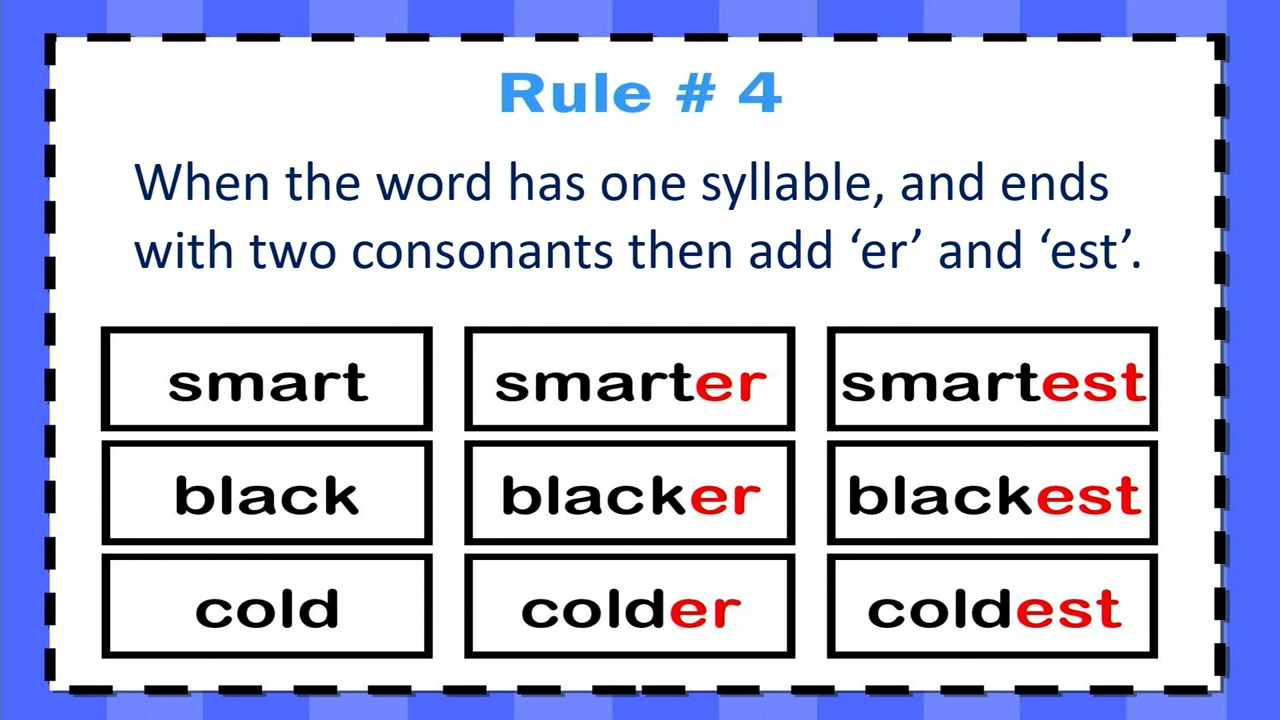 Rule # 4
When the word has one syllable, and ends
with two consonants then add ‘er’ and ‘est’.
smart smarter smartest
black blacker blackest
cold colder coldest